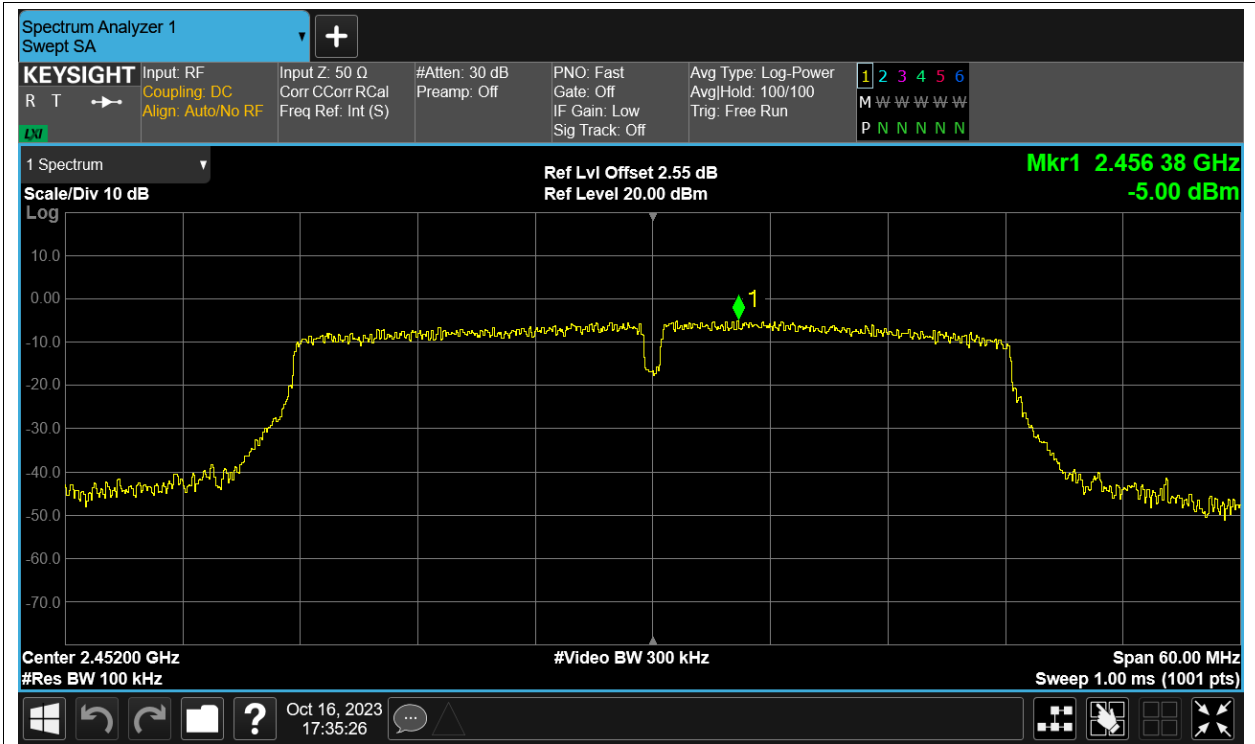 Spectrum Analyzer 1
Swept SA
KEYSIGHT
R T
LXI
Input: RF
Coupling: DC
Align: Auto/No RF
Input Z: 50 Ω
Corr CCorr RCal
Freq Ref: Int (S)
#Atten: 30 dB
Preamp: Off
PNO: Fast
Gate: Off
IF Gain: Low
Sig Track: Off
Avg Type: Log-Power
Avg|Hold: 100/100
Trig: Free Run
1 2 3 4 5 6
M W W W W W
P N N N N N
1 Spectrum
Scale/Div 10 dB
Log
Ref Lvl Offset 2.55 dB
Ref Level 20.00 dBm
Mkr1 2.456 38 GHz
-5.00 dBm
10.0
0.00
-10.0
-20.0
-30.0
-40.0
-50.0
-60.0
-70.0
1
Center 2.45200 GHz
#Res BW 100 kHz
#Video BW 300 kHz
Span 60.00 MHz
Sweep 1.00 ms (1001 pts)
?
Oct 16, 2023
17:35:26